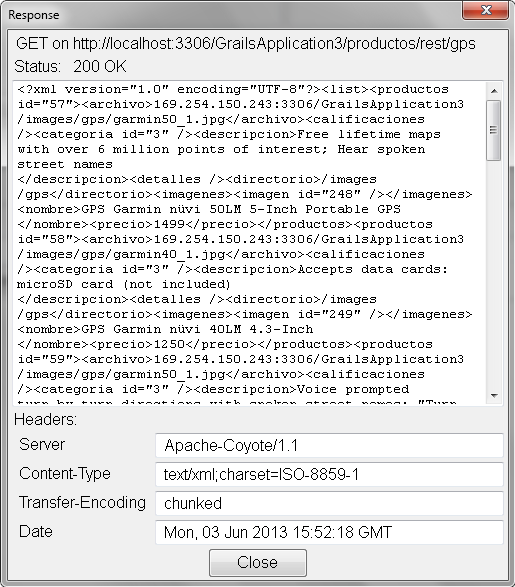 Response
GET on http://localhost:3306/GrailsApplication3/productos/rest/gps
Status: 200 OK
<?xml version="1.0" encoding="UTF-8"?><list><productos
id="57"><archivo>169.254.150.243:3306/GrailsApplication3
/images/gps/garmin50_1.jpg</archivo><calificaciones
/><categoria id="3" /><descripcion>Free lifetime maps
with over 6 million points of interest; Hear spoken
street names
</descripcion><detalles /><directorio>/images
/gps</directorio><imagenes><imagen id="248" /></imagenes>
<nombre>GPS Garmin nüvi 50LM 5-Inch Portable GPS
</nombre><precio>1499</precio></productos><productos
id="58"><archivo>169.254.150.243:3306/GrailsApplication3
/images/gps/garmin40_1.jpg</archivo><calificaciones
/><categoria id="3" /><descripcion>Accepts data cards:
microSD card (not included)
</descripcion><detalles /><directorio>/images
/gps</directorio><imagenes><imagen id="249" /></imagenes>
<nombre>GPS Garmin nüvi 40LM 4.3-Inch
</nombre><precio>1250</precio></productos><productos
id="59"><archivo>169.254.150.243:3306/GrailsApplication3
/images/gps/garmin50_1.jpg</archivo><calificaciones
/><categoria id="3" /><descripcion>Voice prompted
turn-by-turn directions with spoken street names: "Turn
Headers:
Server Apache-Coyote/1.1
Content-Type text/xml;charset=ISO-8859-1
Transfer-Encoding chunked
Date Mon, 03 Jun 2013 15:52:18 GMT
Close